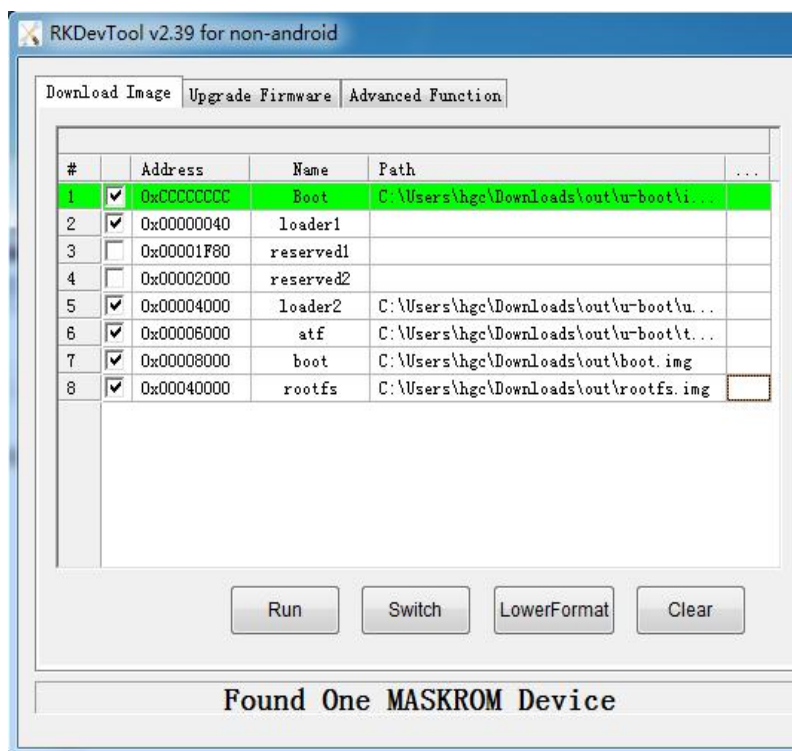 RKDevTool v2.39 for non-android
Download Image Upgrade Firmware Advanced Function
# Address Name Path ...
1 0xCCCCCCCC Boot C:\Users\hgc\Downloads\out\u-boot\i...
2 0x00000040 loader1
3 0x00001F80 reserved1
4 0x00002000 reserved2
5 0x00004000 loader2 C:\Users\hgc\Downloads\out\u-boot\u...
6 0x00006000 atf C:\Users\hgc\Downloads\out\u-boot\t...
7 0x00008000 boot C:\Users\hgc\Downloads\out\boot.img
8 0x00040000 rootfs C:\Users\hgc\Downloads\out\rootfs.img
Run Switch LowerFormat Clear
Found One MASKROM Device